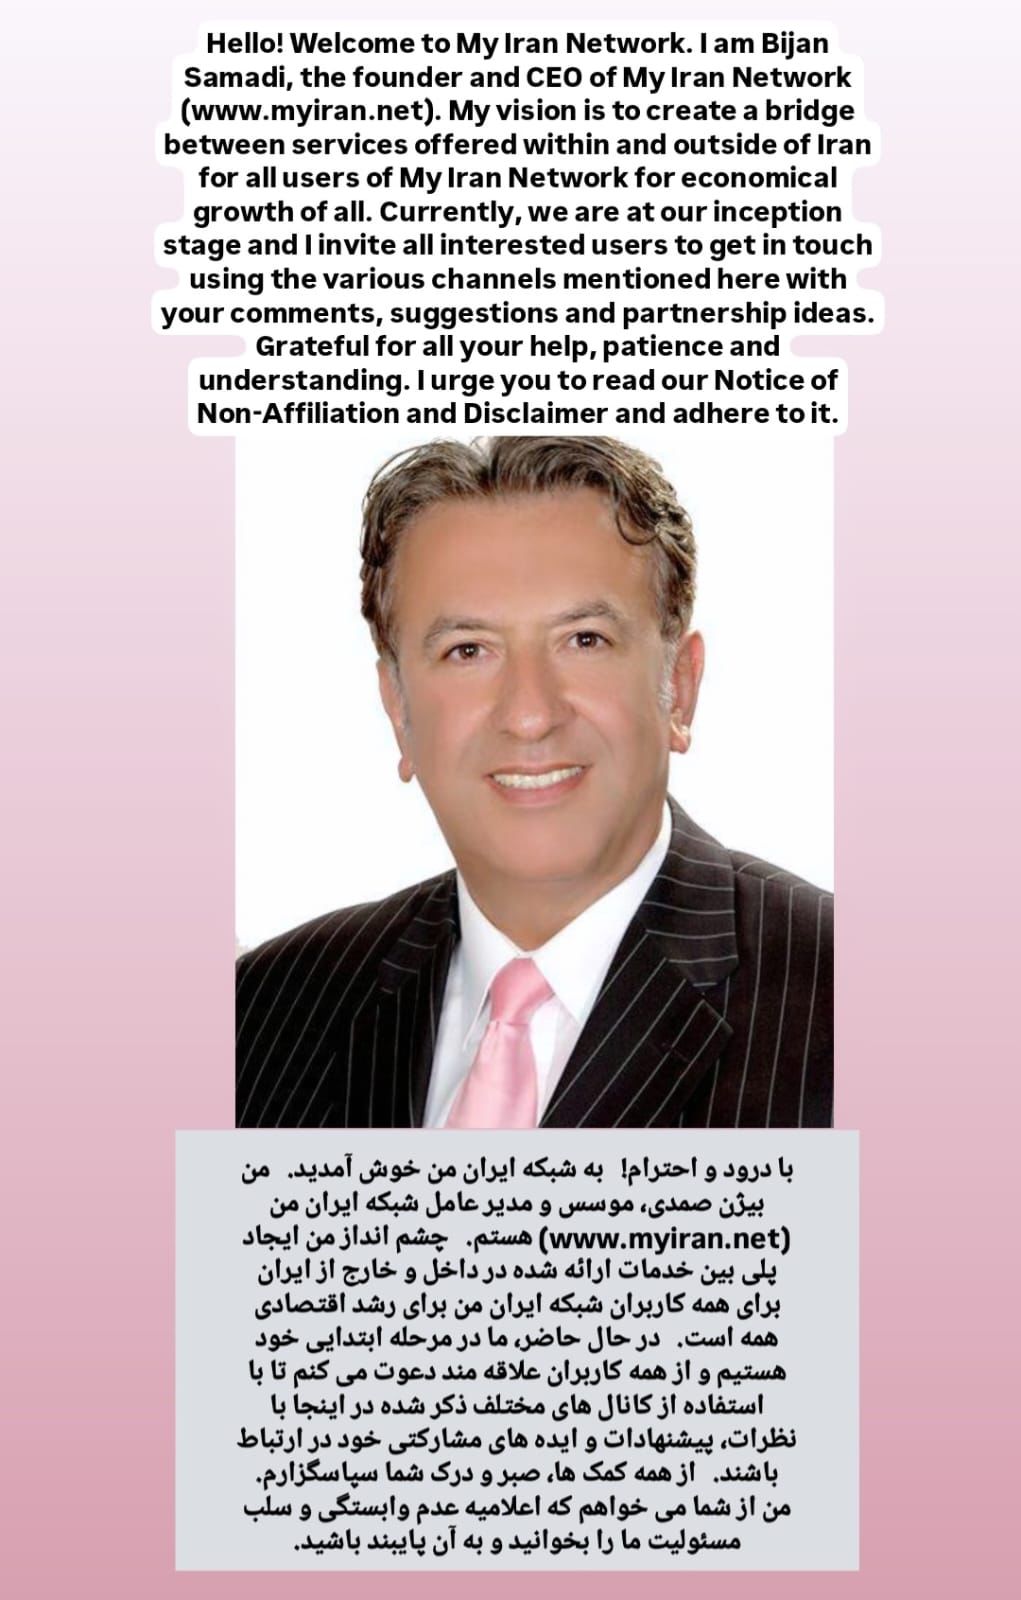 Hello! Welcome to My Iran Network. I am Bijan
Samadi, the founder and CEO of My Iran Network
(www.myiran.net). My vision is to create a bridge
between services offered within and outside of Iran
for all users of My Iran Network for economical
growth of all. Currently, we are at our inception
stage and I invite all interested users to get in touch
using the various channels mentioned here with
your comments, suggestions and partnership ideas.
Grateful for all your help, patience and
understanding. I urge you to read our Notice of
Non-Affiliation and Disclaimer and adhere to it.
با درود و احترام! به شبکه ایران من خوش آمدید. من
بیژن صمدی، موسس و مدیر عامل شبکه ایران من
(www.myiran.net) هستم. چشم انداز من ایجاد
پلی بین خدمات ارائه شده در داخل و خارج از ایران
برای همه کاربران شبکه ایران من برای رشد اقتصادی
همه است. در حال حاضر، ما در مرحله ابتدایی خود
هستیم و از همه کاربران علاقه مند دعوت می کنم تا با
استفاده از کانال های مختلف ذکر شده در اینجا با
نظرات، پیشنهادات و ایده های مشارکتی خود در ارتباط
باشند. از همه کمک ها، صبر و درک شما سپاسگزارم.
من از شما می خواهم که اعلامیه عدم وابستگی و سلب
مسئولیت ما را بخوانید و به آن پایبند باشید.